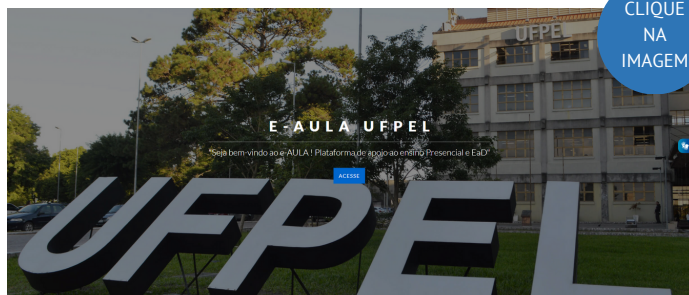 CLIQUE
NA
IMAGEM
UFPEL
E-AULA UFPEL
"Seja bem-vindo ao e-AULA ! Plataforma de apoio ao ensino Presencial e EaD"
ACESSE
UFPEL